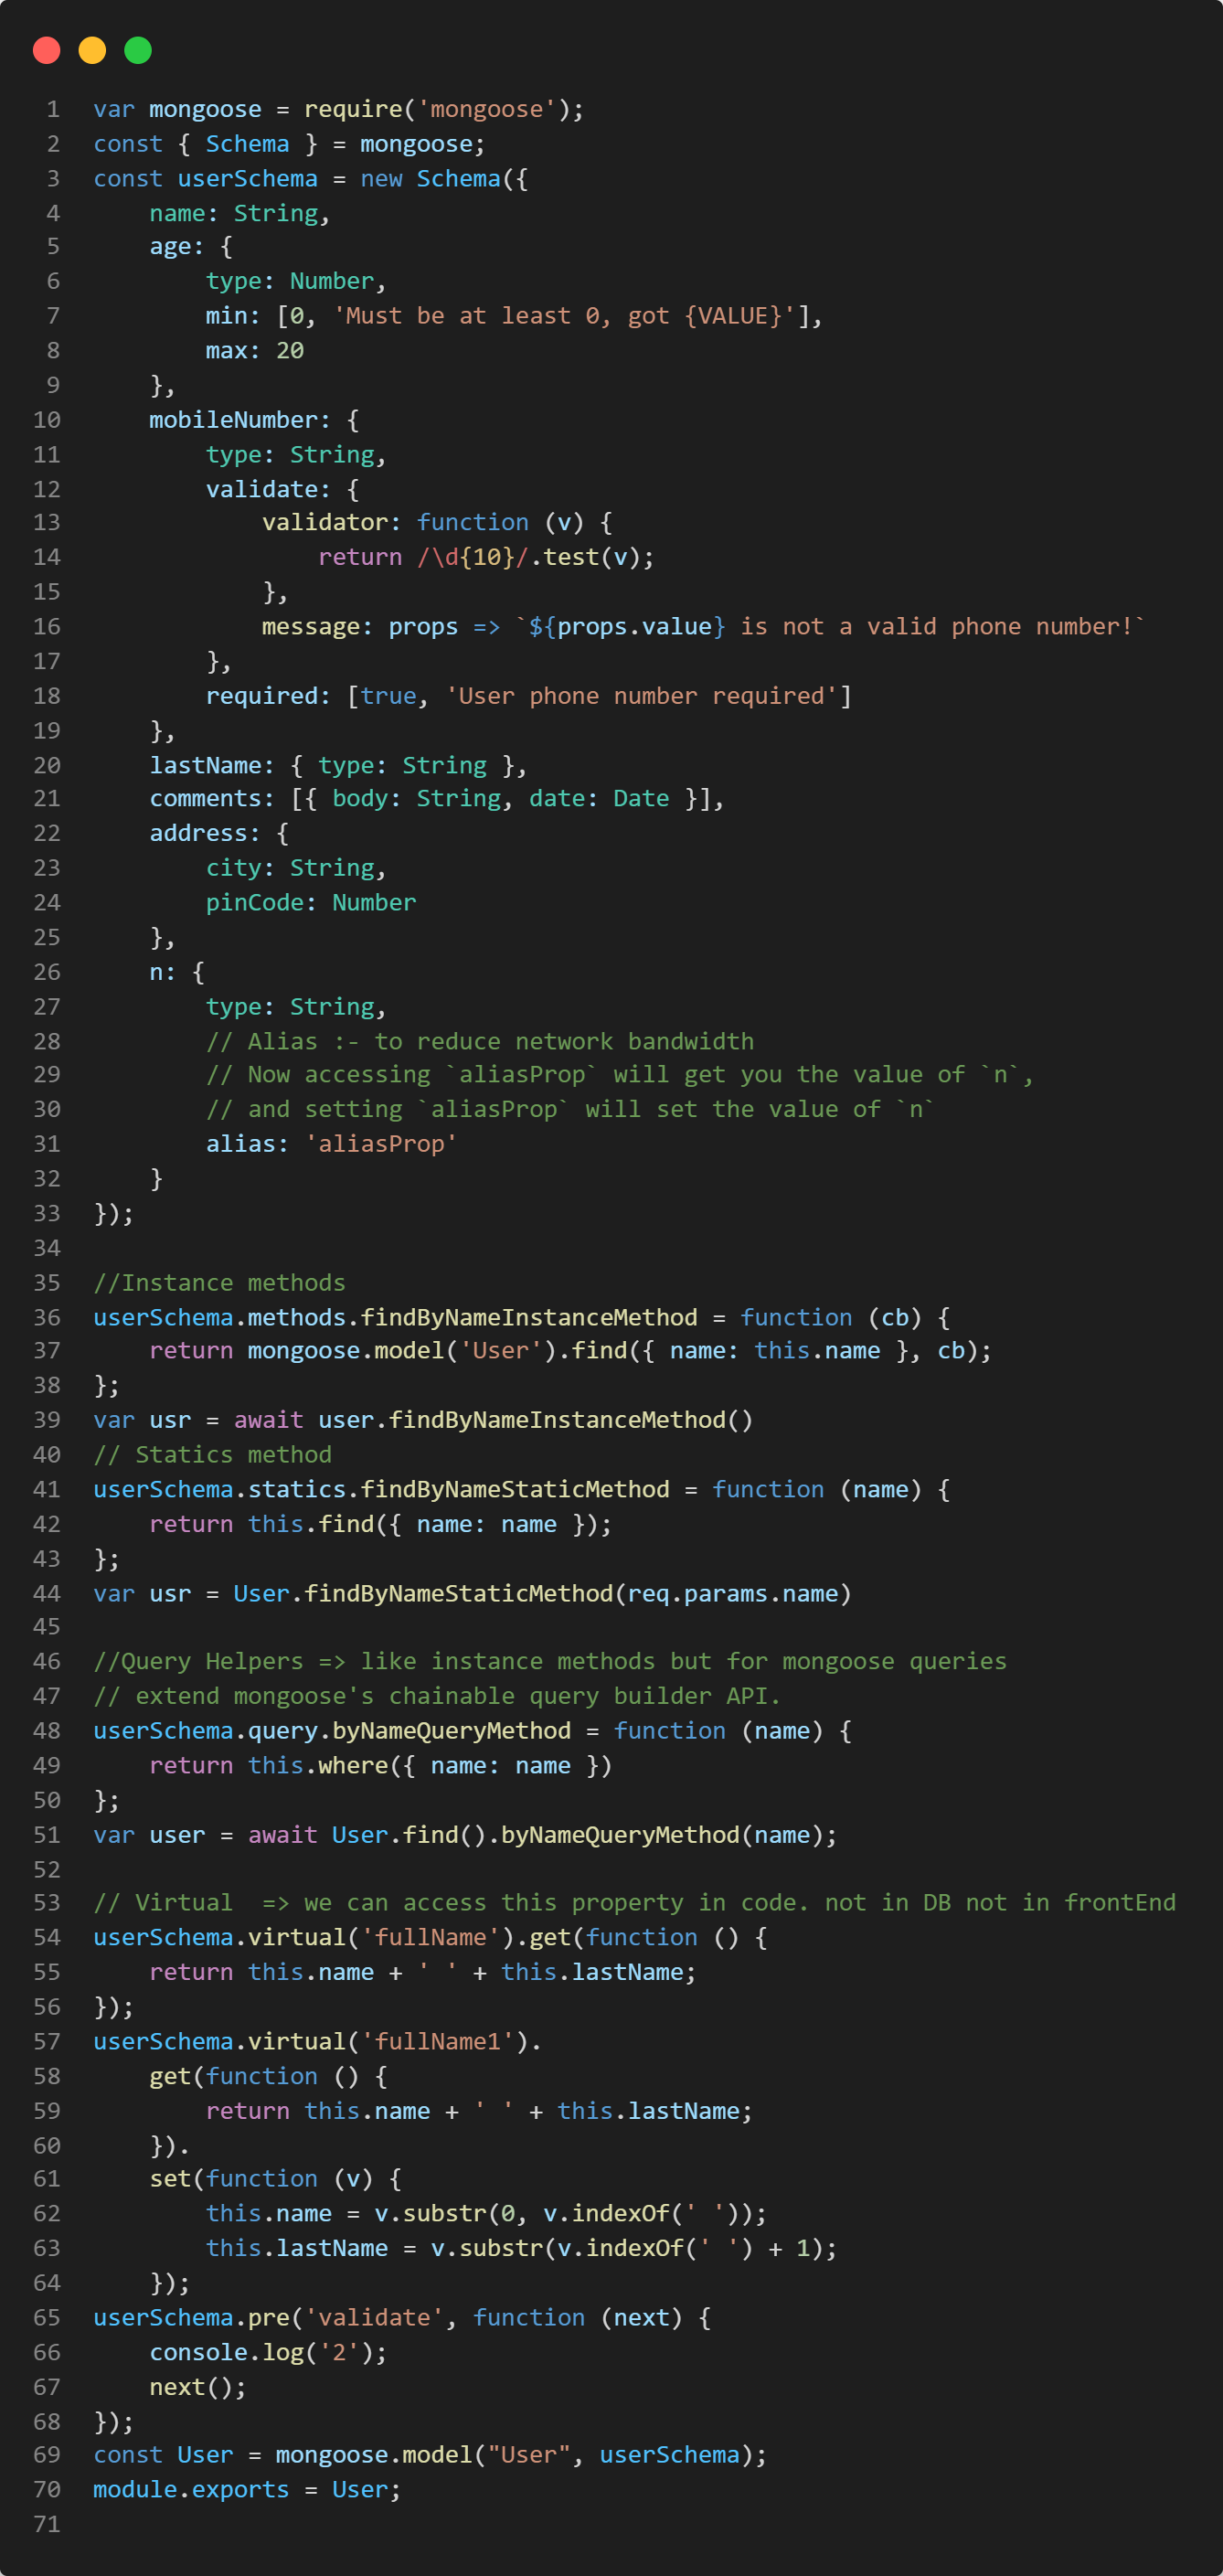 1 var mongoose = require('mongoose');
2 const { Schema } = mongoose;
3 const userSchema = new Schema({
4     name: String,
5     age: {
6         type: Number,
7         min: [0, 'Must be at least 0, got {VALUE}'],
8         max: 20
9     },
10     mobileNumber: {
11         type: String,
12         validate: {
13             validator: function (v) {
14                 return /\d{10}/.test(v);
15             },
16             message: props => `${props.value} is not a valid phone number!`
17         },
18         required: [true, 'User phone number required']
19     },
20     lastName: { type: String },
21     comments: [{ body: String, date: Date }],
22     address: {
23         city: String,
24         pinCode: Number
25     },
26     n: {
27         type: String,
28         // Alias :- to reduce network bandwidth
29         // Now accessing `aliasProp` will get you the value of `n`,
30         // and setting `aliasProp` will set the value of `n`
31         alias: 'aliasProp'
32     }
33 });
34
35 //Instance methods
36 userSchema.methods.findByNameInstanceMethod = function (cb) {
37     return mongoose.model('User').find({ name: this.name }, cb);
38 };
39 var usr = await user.findByNameInstanceMethod()
40 // Statics method
41 userSchema.statics.findByNameStaticMethod = function (name) {
42     return this.find({ name: name });
43 };
44 var usr = User.findByNameStaticMethod(req.params.name)
45
46 //Query Helpers => like instance methods but for mongoose queries
47 // extend mongoose's chainable query builder API.
48 userSchema.query.byNameQueryMethod = function (name) {
49     return this.where({ name: name })
50 };
51 var user = await User.find().byNameQueryMethod(name);
52
53 // Virtual  => we can access this property in code. not in DB not in frontEnd
54 userSchema.virtual('fullName').get(function () {
55     return this.name + ' ' + this.lastName;
56 });
57 userSchema.virtual('fullName1').
58     get(function () {
59         return this.name + ' ' + this.lastName;
60     }).
61     set(function (v) {
62         this.name = v.substr(0, v.indexOf(' '));
63         this.lastName = v.substr(v.indexOf(' ') + 1);
64     });
65 userSchema.pre('validate', function (next) {
66     console.log('2');
67     next();
68 });
69 const User = mongoose.model("User", userSchema);
70 module.exports = User;
71